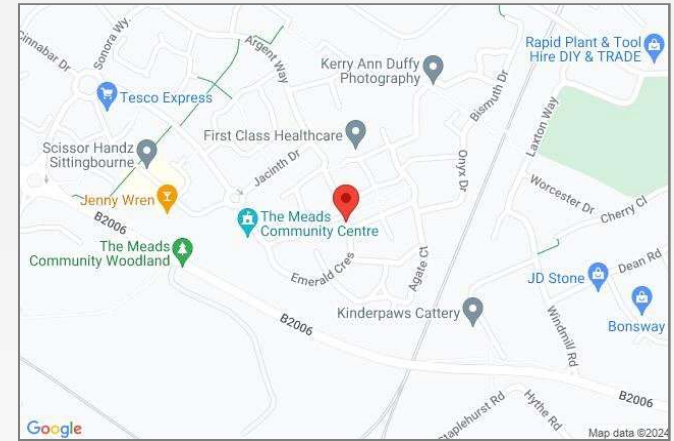 Cinnabar Dr
Sonora Wy.
Argent Way
Kerry Ann Duffy
Photography
Rapid Plant & Tool
Hire DIY & TRADE
Tesco Express
Bismuth Dr
Laxton Way
First Class Healthcare
Scissor Handz
Sittingbourne
Jacinth Dr
Onyx Dr
Worcester Dr
Cherry Cl
Jenny Wren
B2006
The Meads
Community Centre
The Meads
Community Woodland
Emerald Cres
Agate Ct
Dean Rd
JD Stone
Kinderpaws Cattery
Bonsway
Windmill Rd
B2006
B2006
Staplehurst Rd
Hythe Rd
Google
Map data ©2024